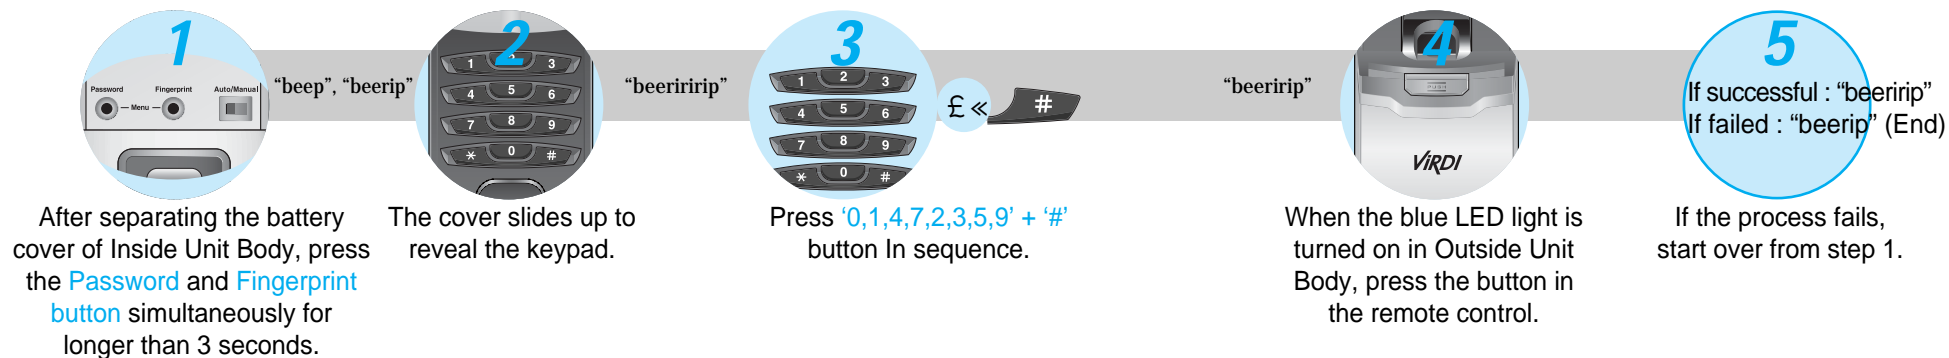 1
Password
Fingerprint
Auto/Manual
Menu
“beep”, “beerip”
After separating the battery
cover of Inside Unit Body, press
the Password and Fingerprint
button simultaneously for
longer than 3 seconds.
2
1 2 3
4 5 6
7 8 9
* 0 #
“beeriririp”
The cover slides up to
reveal the keypad.
3
1 2 3
4 5 6
7 8 9
* 0 #
£ «
#
Press ‘0,1,4,7,2,3,5,9’ + ‘#’
button In sequence.
“beeririp”
4
PUSH
ViRDI
When the blue LED light is
turned on in Outside Unit
Body, press the button in
the remote control.
5
If successful : “beeririp”
If failed : “beerip” (End)
If the process fails,
start over from step 1.